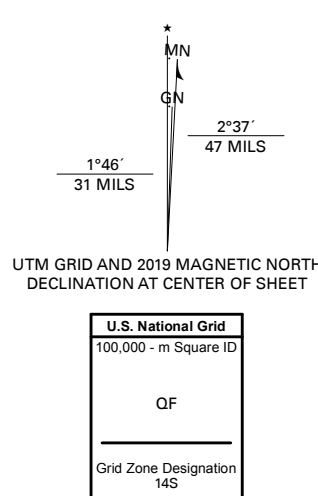 ★
MN
GN
2°37´
47 MILS
1°46´
31 MILS
UTM GRID AND 2019 MAGNETIC NORTH
DECLINATION AT CENTER OF SHEET
U.S. National Grid
100,000 - m Square ID
QF
Grid Zone Designation
14S